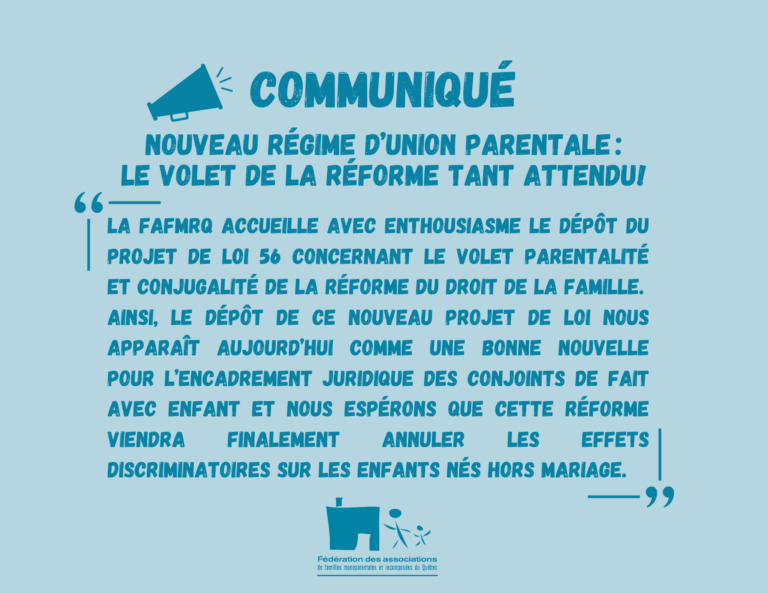 COMMUNIQUÉ
NOUVEAU RÉGIME D'UNION PARENTALE :
LE VOLET DE LA RÉFORME TANT ATTENDU!
“
LA FAFMRQ ACCUEILLE AVEC ENTHOUSIASME LE DÉPÔT DU
PROJET DE LOI 56 CONCERNANT LE VOLET PARENTALITÉ
ET CONJUGALITÉ DE LA RÉFORME DU DROIT DE LA FAMILLE.
AINSI, LE DÉPÔT DE CE NOUVEAU PROJET DE LOI NOUS
APPARAÎT AUJOURD'HUI COMME UNE BONNE NOUVELLE
POUR L'ENCADREMENT JURIDIQUE DES CONJOINTS DE FAIT
AVEC ENFANT ET NOUS ESPÉRONS QUE CETTE RÉFORME
VIENDRA FINALEMENT ANNULER LES EFFETS
DISCRIMINATOIRES SUR LES ENFANTS NÉS HORS MARIAGE.
”
Fédération des associations
de familles monoparentales et recomposées du Québec